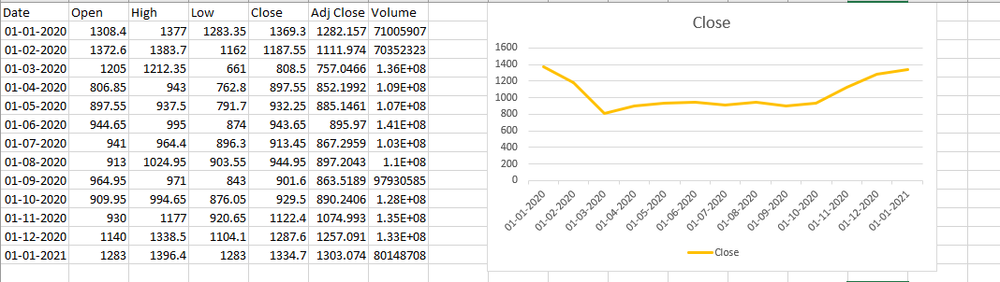 Date Open High Low Close Adj Close Volume
01-01-2020 1308.4 1377 1283.35 1369.3 1282.157 71005907
01-02-2020 1372.6 1383.7 1162 1187.55 1111.974 70352323
01-03-2020 1205 1212.35 661 808.5 757.0466 1.36E+08
01-04-2020 806.85 943 762.8 897.55 852.1992 1.09E+08
01-05-2020 897.55 937.5 791.7 932.25 885.1461 1.07E+08
01-06-2020 944.65 995 874 943.65 895.97 1.41E+08
01-07-2020 941 964.4 896.3 913.45 867.2959 1.03E+08
01-08-2020 913 1024.95 903.55 944.95 897.2043 1.1E+08
01-09-2020 964.95 971 843 901.6 863.5189 97930585
01-10-2020 909.95 994.65 876.05 929.5 890.2406 1.28E+08
01-11-2020 930 1177 920.65 1122.4 1074.993 1.35E+08
01-12-2020 1140 1338.5 1104.1 1287.6 1257.091 1.33E+08
01-01-2021 1283 1396.4 1283 1334.7 1303.074 80148708
Close
1600
1400
1200
1000
800
600
400
200
0
01-01-2020
01-02-2020
01-03-2020
01-04-2020
01-05-2020
01-06-2020
01-07-2020
01-08-2020
01-09-2020
01-10-2020
01-11-2020
01-12-2020
01-01-2021
Close